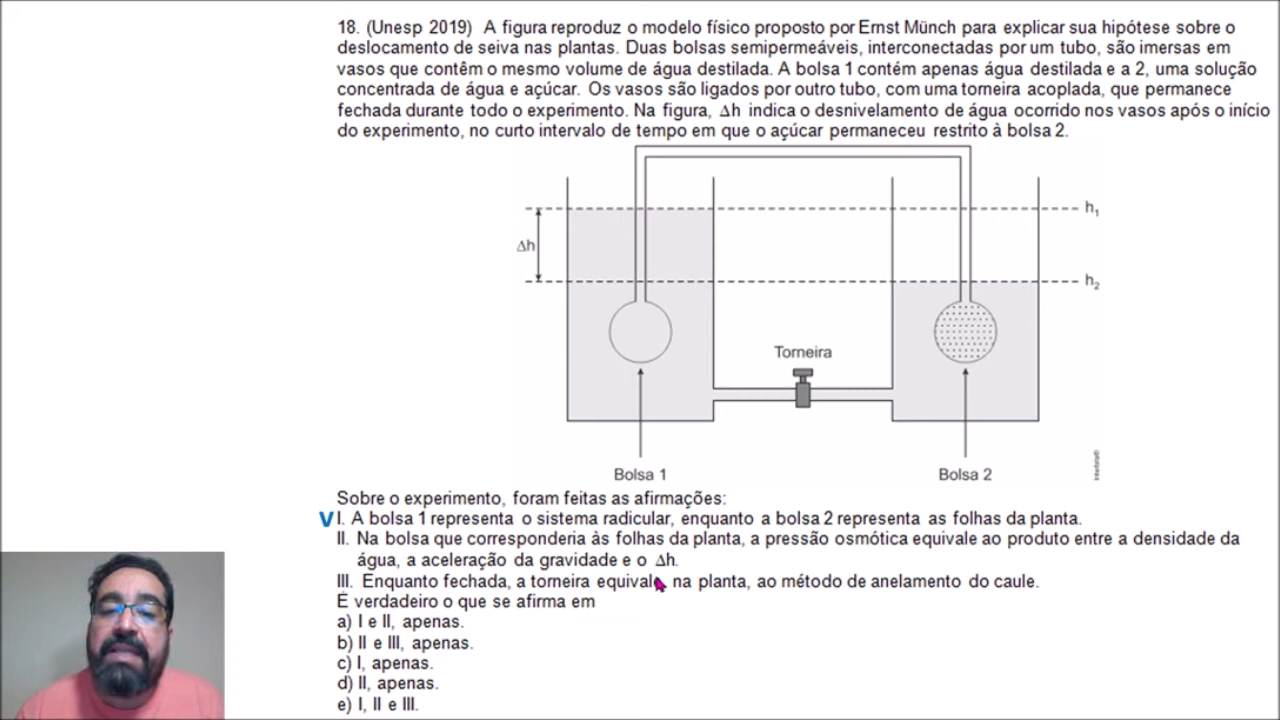 18. (Unesp 2019)  A figura reproduz o modelo físico proposto por Ernst Münch para explicar sua hipótese sobre o
deslocamento de seiva nas plantas. Duas bolsas semipermeáveis, interconectadas por um tubo, são imersas em
vasos que contêm o mesmo volume de água destilada. A bolsa 1 contém apenas água destilada e a 2, uma solução
concentrada de água e açúcar. Os vasos são ligados por outro tubo, com uma torneira acoplada, que permanece
fechada durante todo o experimento. Na figura, Δh indica o desnivelamento de água ocorrido nos vasos após o início
do experimento, no curto intervalo de tempo em que o açúcar permaneceu restrito à bolsa 2.
h₁
Δh
h₂
Torneira
Bolsa 1
Bolsa 2
Sobre o experimento, foram feitas as afirmações:
V I. A bolsa 1 representa o sistema radicular, enquanto a bolsa 2 representa as folhas da planta.
II. Na bolsa que corresponderia às folhas da planta, a pressão osmótica equivale ao produto entre a densidade da
água, a aceleração da gravidade e o Δh.
III. Enquanto fechada, a torneira equivale, na planta, ao método de anelamento do caule.
É verdadeiro o que se afirma em
a) I e II, apenas.
b) II e III, apenas.
c) I, apenas.
d) II, apenas.
e) I, II e III.